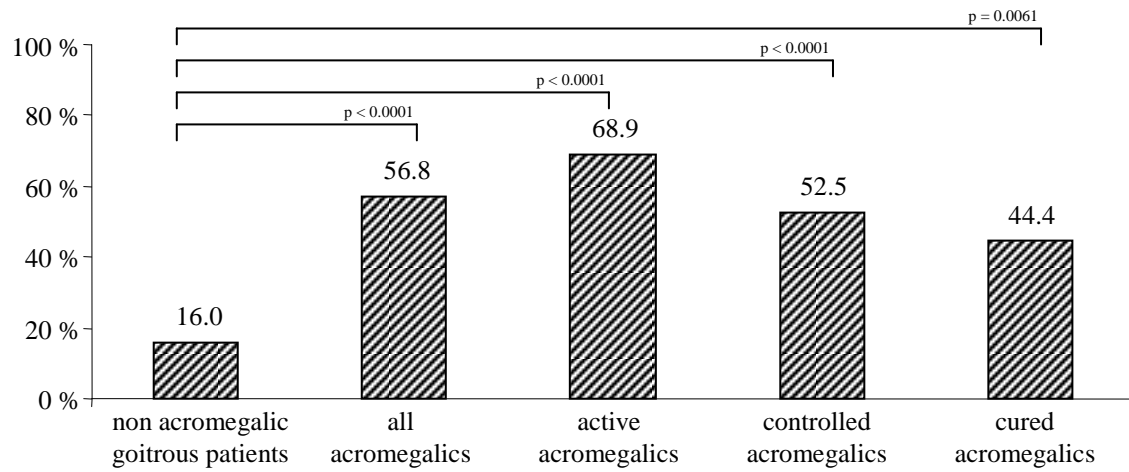 p = 0.0061
100 %
p < 0.0001
p < 0.0001
80 %
p < 0.0001
68.9
56.8
60 %
52.5
44.4
40 %
20 %
16.0
0 %
non acromegalic
goitrous patients
all
acromegalics
active
acromegalics
controlled
acromegalics
cured
acromegalics